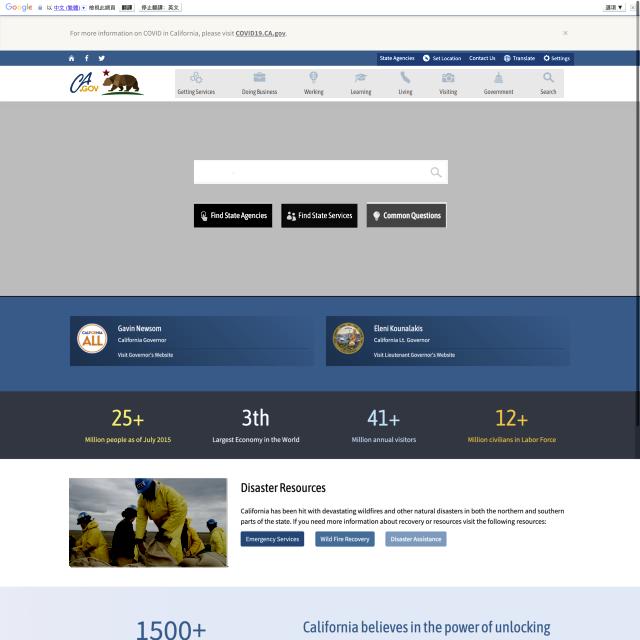 Google 以 中文 (繁體) 檢視此網頁 翻譯 停止翻譯：英文 選項 ▼
For more information on COVID in California, please visit COVID19.CA.gov. ×
State Agencies Set Location Contact Us Translate Settings
CA .GOV
Getting Services Doing Business Working Learning Living Visiting Government Search
Find State Agencies Find State Services Common Questions
CALIFORNIA ALL
Gavin Newsom
California Governor
Visit Governor's Website
Eleni Kounalakis
California Lt. Governor
Visit Lieutenant Governor's Website
25+ 3th 41+ 12+
Million people as of July 2015 Largest Economy in the World Million annual visitors Million civilians in Labor Force
Disaster Resources
California has been hit with devastating wildfires and other natural disasters in both the northern and southern
parts of the state. If you need more information about recovery or resources visit the following resources:
Emergency Services Wild Fire Recovery Disaster Assistance
1500+ California believes in the power of unlocking